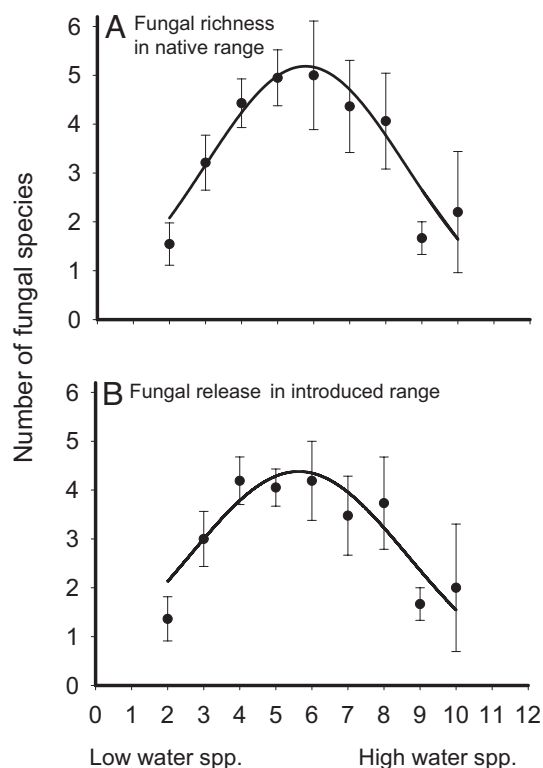 Number of fungal species
A Fungal richness
in native range
6
5
4
3
2
1
0
B Fungal release in introduced range
6
5
4
3
2
1
0
0 1 2 3 4 5 6 7 8 9 10 11 12
Low water spp. High water spp.